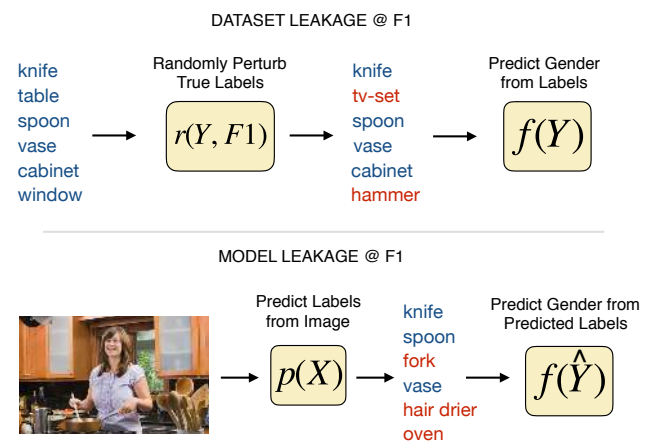 DATASET LEAKAGE @ F1
knife
table
spoon
vase
cabinet
window
Randomly Perturb
True Labels
r(Y, F1)
knife
tv-set
spoon
vase
cabinet
hammer
Predict Gender
from Labels
f(Y)
MODEL LEAKAGE @ F1
Predict Labels
from Image
p(X)
knife
spoon
fork
vase
hair drier
oven
Predict Gender from
Predicted Labels
f(Ŷ)